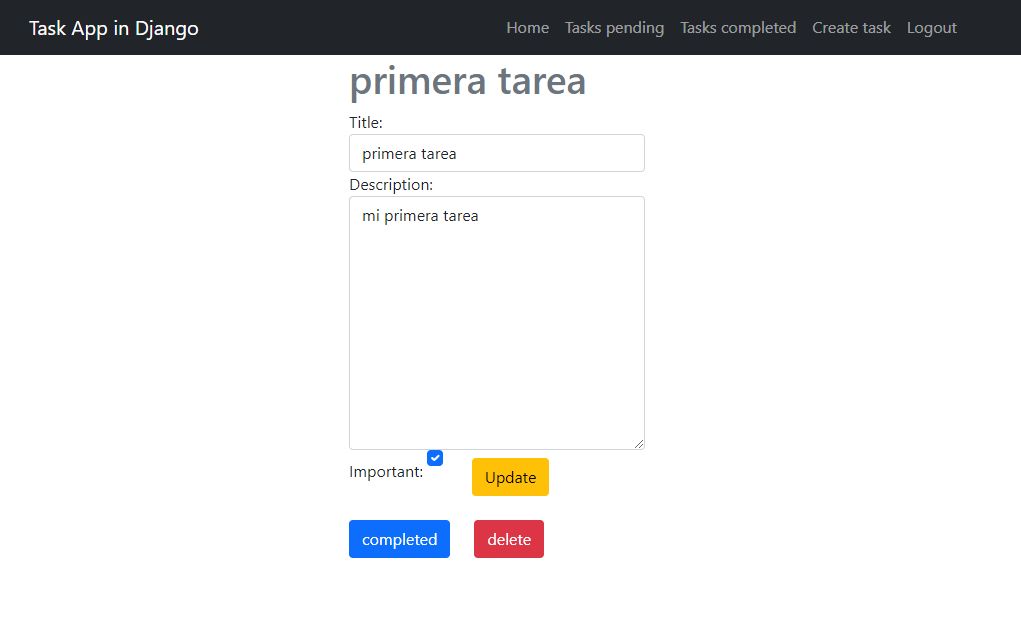 Task App in Django Home Tasks pending Tasks completed Create task Logout
primera tarea
Title:
primera tarea
Description:
mi primera tarea
Important: Update
completed delete